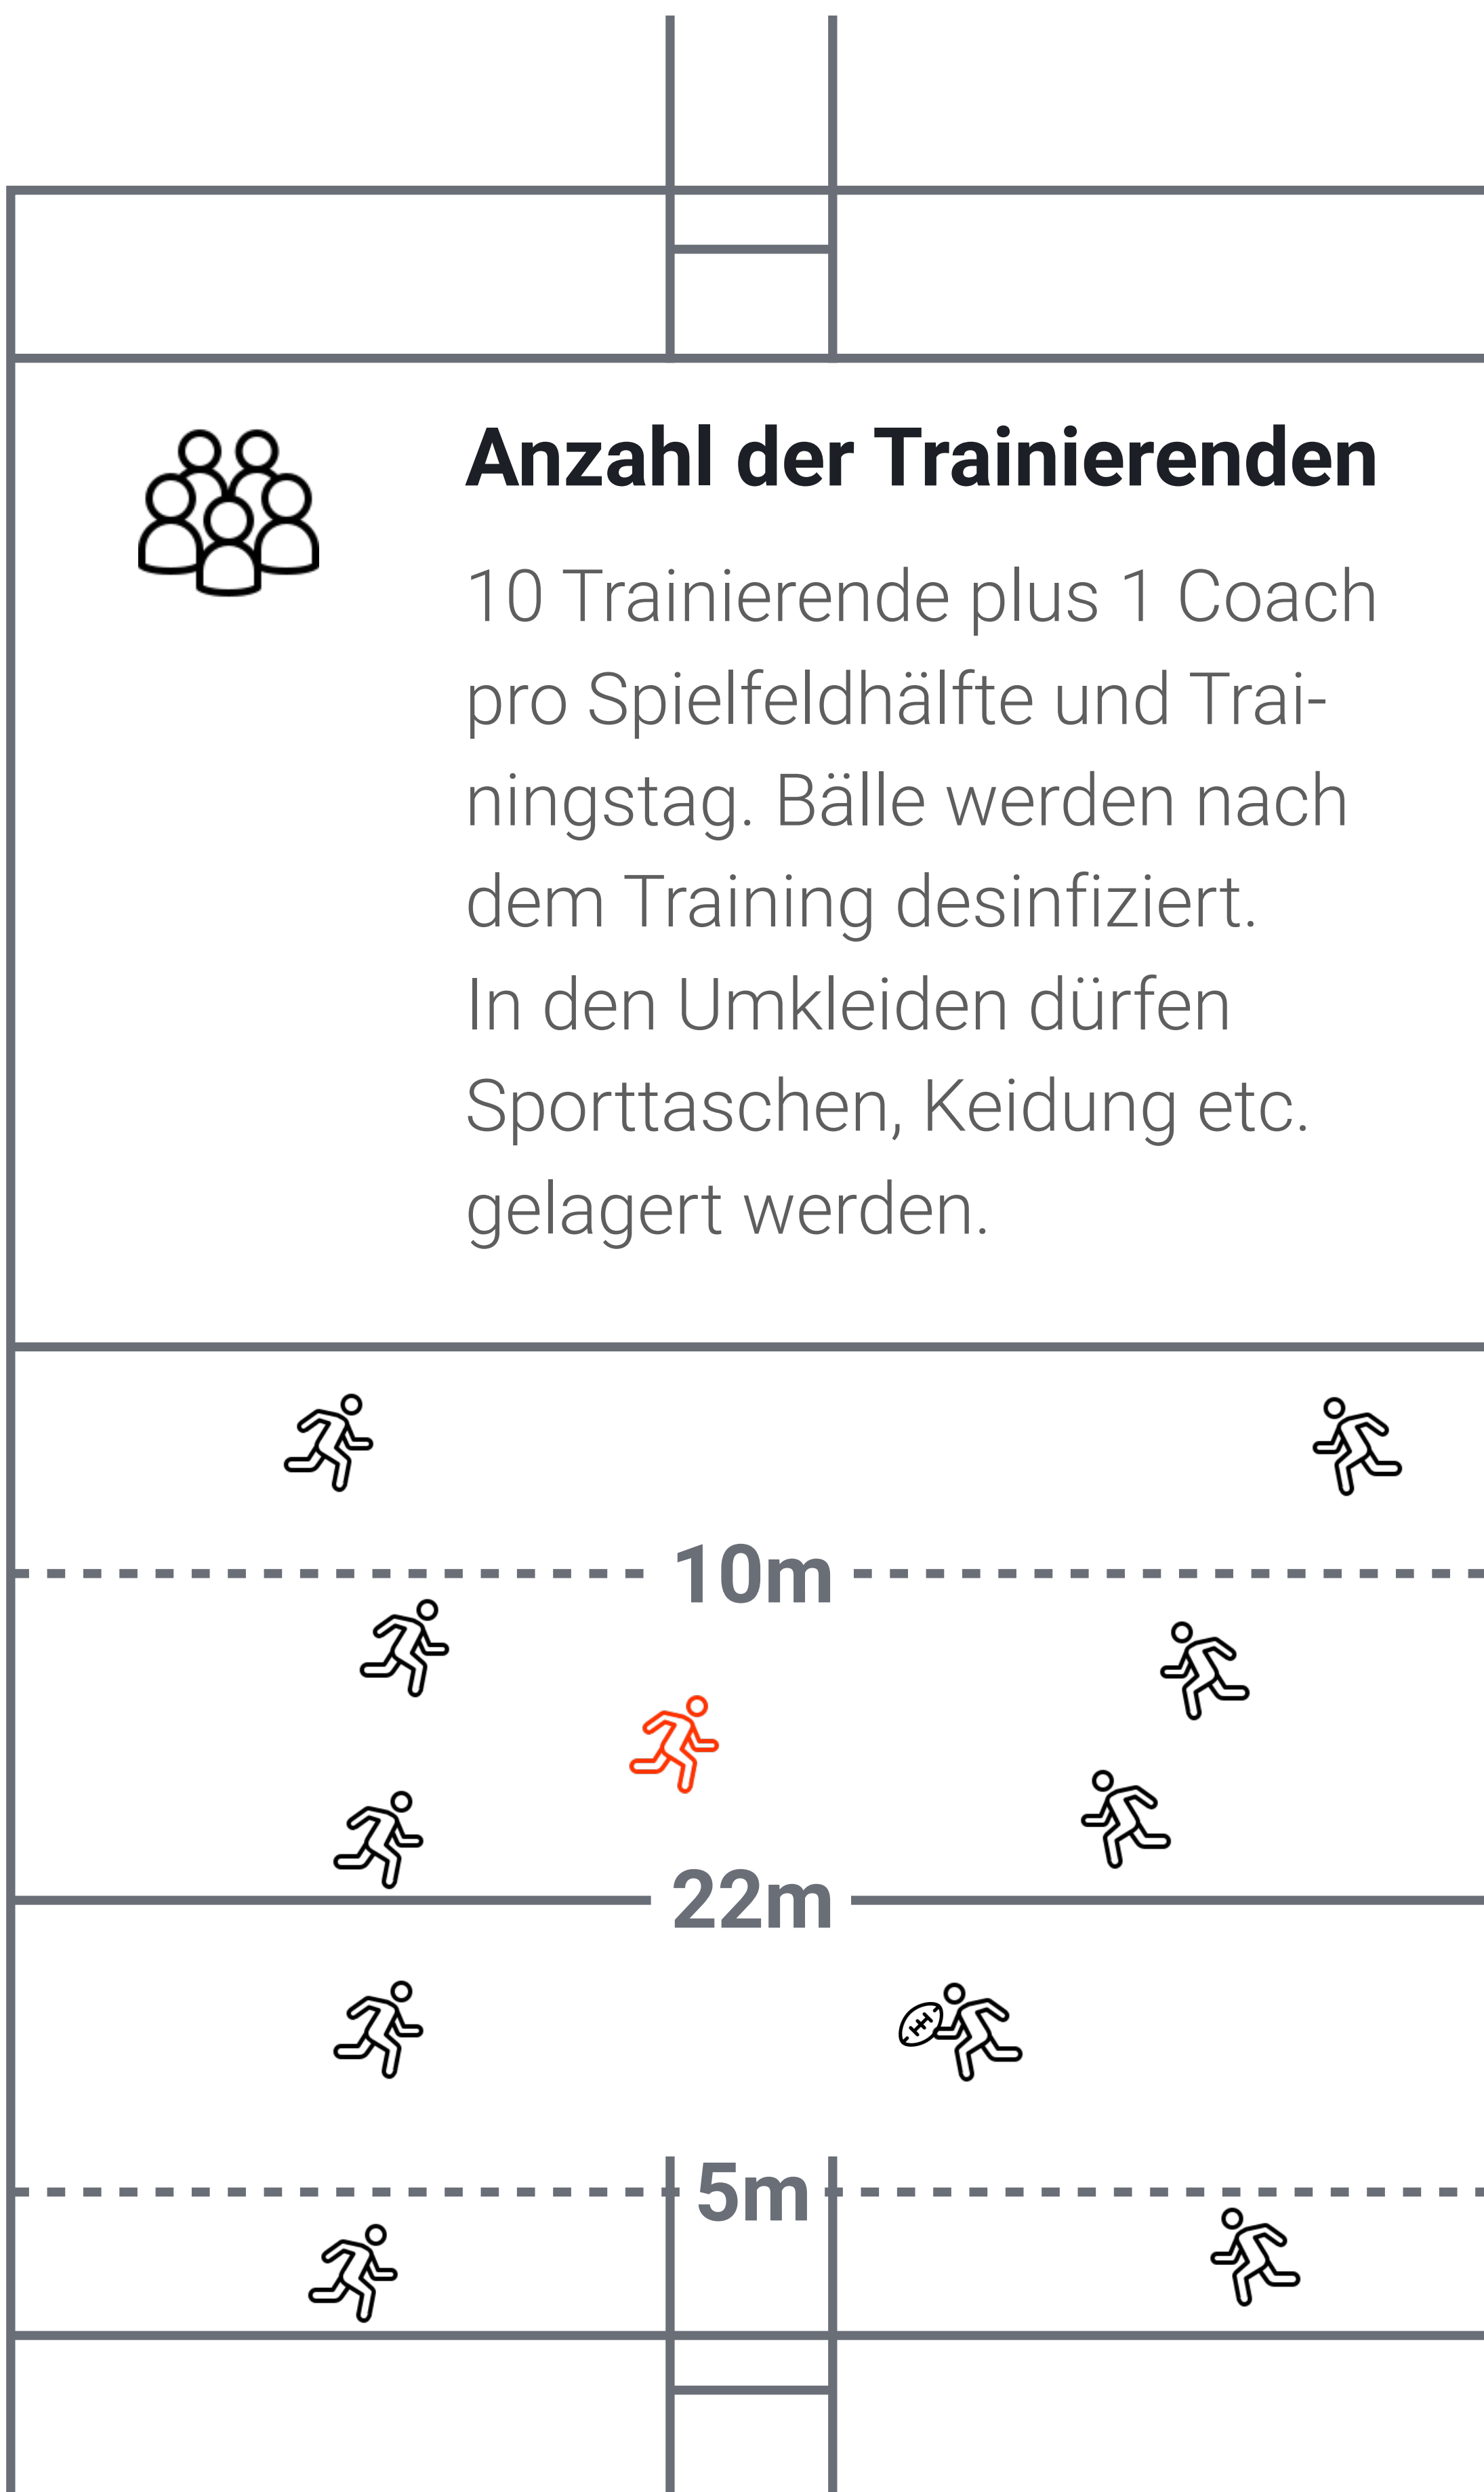 Anzahl der Trainierenden
10 Trainierende plus 1 Coach
pro Spielfeldhälfte und Trai-
ningstag. Bälle werden nach
dem Training desinfiziert.
In den Umkleiden dürfen
Sporttaschen, Keidung etc.
gelagert werden.
10m
22m
5m